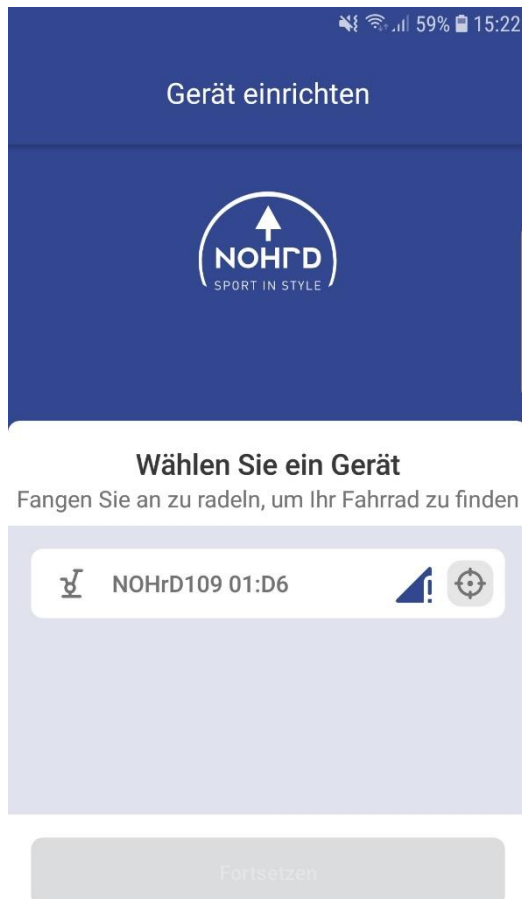 59% 15:22
Gerät einrichten
NOHrD
SPORT IN STYLE
Wählen Sie ein Gerät
Fangen Sie an zu radeln, um Ihr Fahrrad zu finden
NOHrD109 01:D6
Fortsetzen